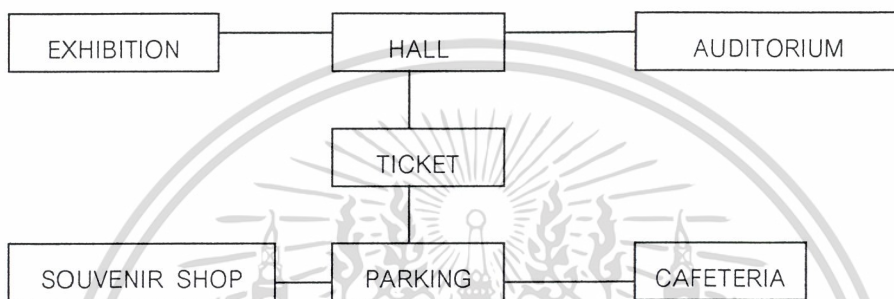 EXHIBITION HALL AUDITORIUM
TICKET
SOUVENIR SHOP PARKING CAFETERIA